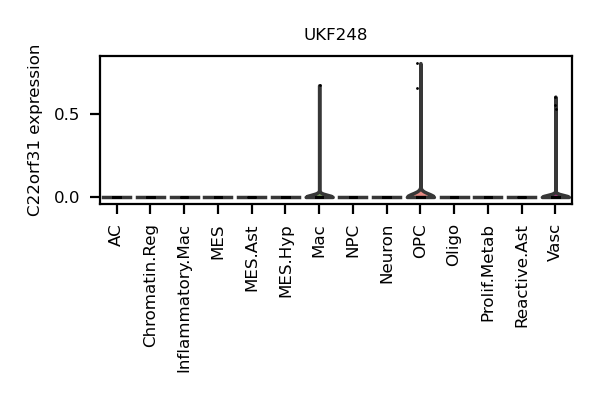 UKF248
C22orf31 expression
0.5
0.0
AC
Chromatin.Reg
Inflammatory.Mac
MES
MES.Ast
MES.Hyp
Mac
NPC
Neuron
OPC
Oligo
Prolif.Metab
Reactive.Ast
Vasc